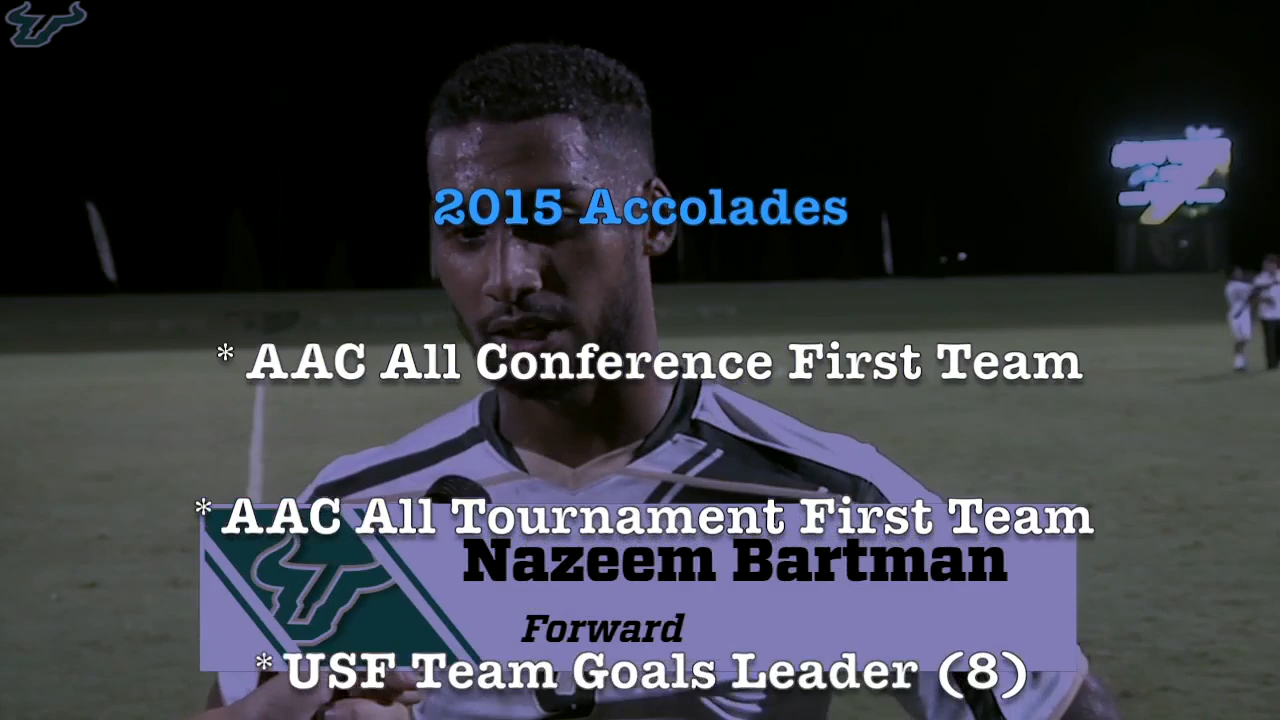 2015 Accolades
* AAC All Conference First Team
* AAC All Tournament First Team
Nazeem Bartman
Forward
* USF Team Goals Leader (8)